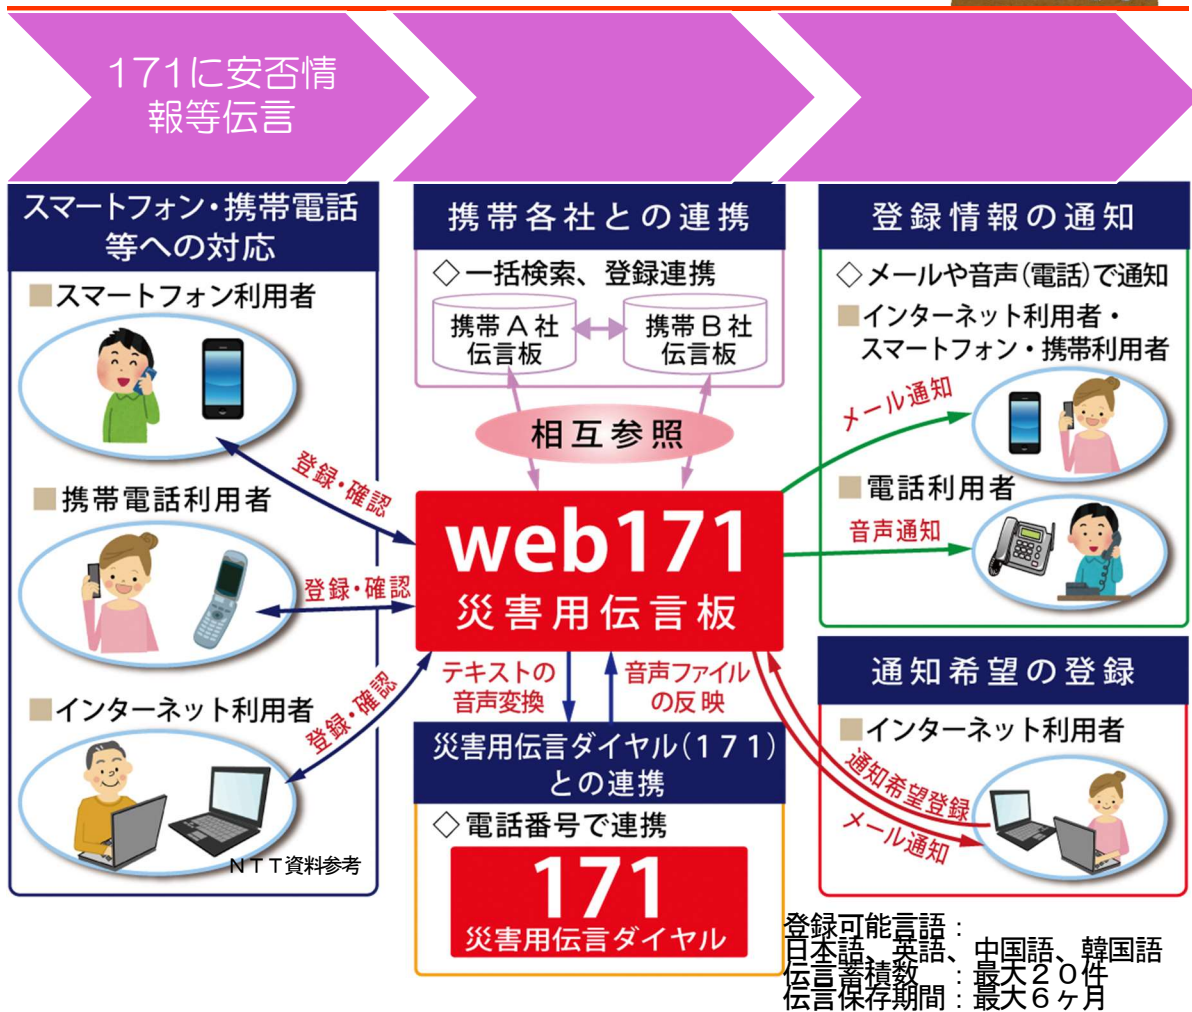 171に安否情
報等伝言
スマートフォン・携帯電話
等への対応
■スマートフォン利用者
登録・確認
■携帯電話利用者
登録・確認
■インターネット利用者
登録・確認
NTT資料参考
携帯各社との連携
◇一括検索、登録連携
携帯A社
伝言板
携帯B社
伝言板
相互参照
web171
災害用伝言板
テキストの
音声変換
音声ファイル
の反映
災害用伝言ダイヤル(171)
との連携
◇電話番号で連携
171
災害用伝言ダイヤル
登録情報の通知
◇メールや音声(電話)で通知
■インターネット利用者・
スマートフォン・携帯利用者
メール通知
■電話利用者
音声通知
通知希望の登録
■インターネット利用者
通知希望登録
メール通知
登録可能言語:
日本語、英語、中国語、韓国語
伝言蓄積数 :最大20件
伝言保存期間:最大6ヶ月